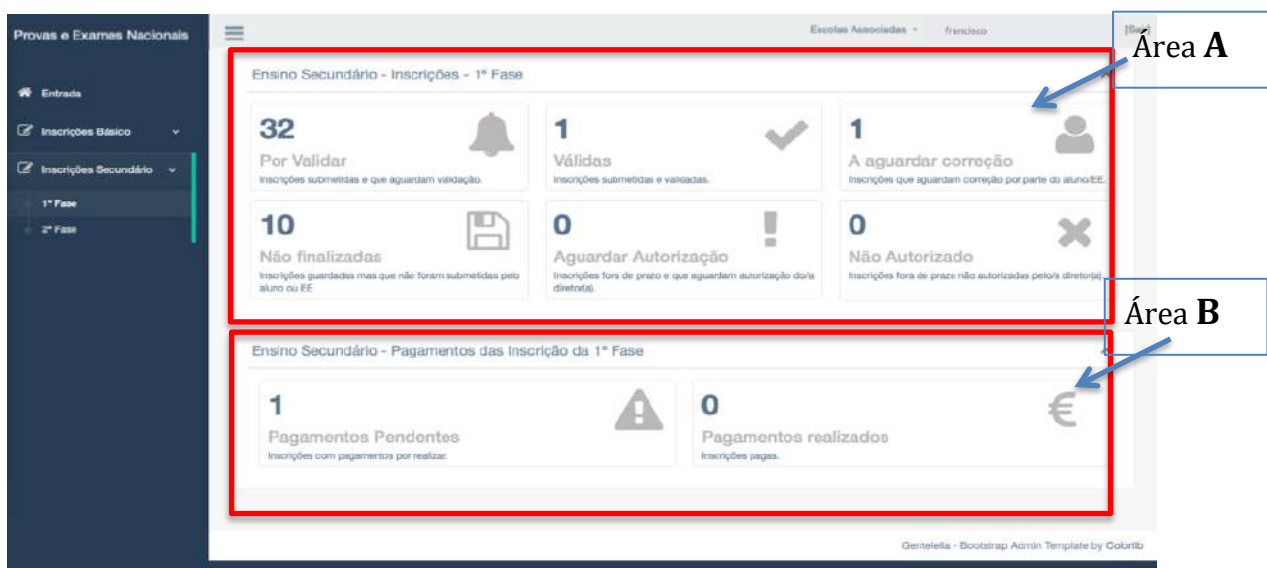 Provas e Exames Nacionais
Escolas Associadas
francisco
[Sair]
Área A
Entrada
Inscrições Básico
Inscrições Secundário
1ª Fase
2ª Fase
Ensino Secundário - Inscrições - 1ª Fase
32
Por Validar
Inscrições submetidas e que aguardam validação.
1
Válidas
Inscrições submetidas e validadas.
1
A aguardar correção
Inscrições que aguardam correção por parte do aluno/EE.
10
Não finalizadas
Inscrições guardadas mas que não foram submetidas pelo
aluno ou EE
0
Aguardar Autorização
Inscrições fora de prazo e que aguardam autorização do/a
diretor(a).
0
Não Autorizado
Inscrições fora de prazo não autorizadas pelo/a diretor(a)
Área B
Ensino Secundário - Pagamentos das Inscrição da 1ª Fase
1
Pagamentos Pendentes
Inscrições com pagamentos por realizar.
0
Pagamentos realizados
Inscrições pagas.
€
Gentelella - Bootstrap Admin Template by Colorlib